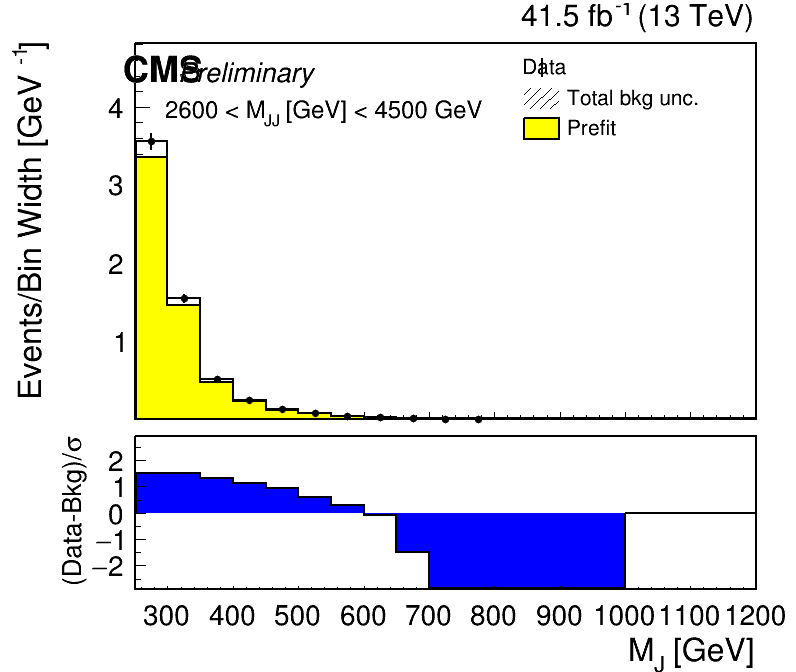 41.5 fb⁻¹ (13 TeV)
CMS Preliminary
2600 < M_JJ [GeV] < 4500 GeV
Data
Total bkg unc.
Prefit
Events/Bin Width [GeV⁻¹]
4
3
2
1
(Data-Bkg)/σ
2
1
0
−1
−2
300 400 500 600 700 800 900 1000 1100 1200
M_J [GeV]